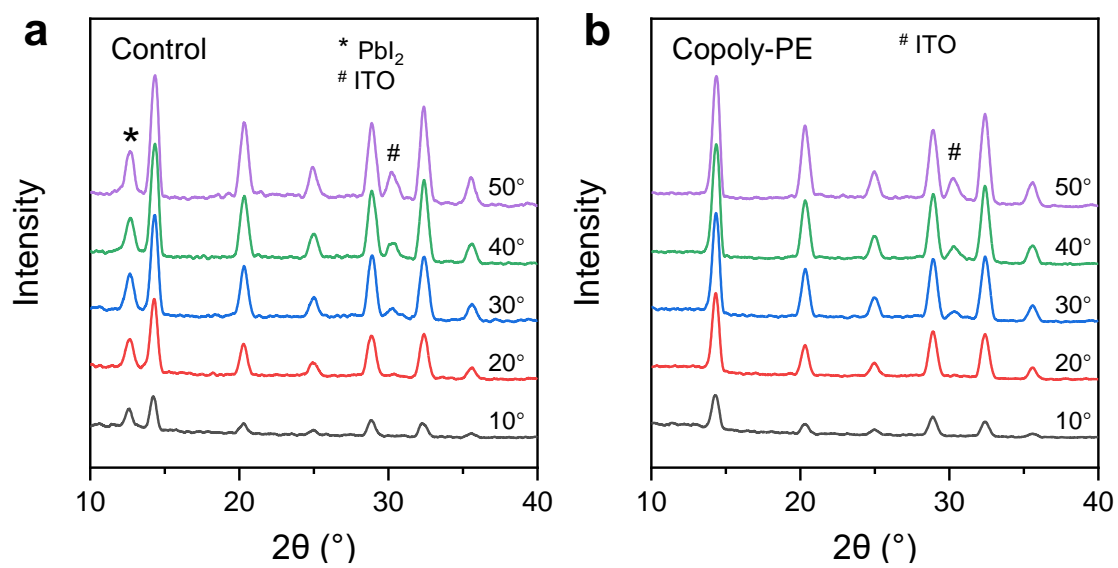 a
Control
* PbI₂
# ITO
*
#
50°
40°
30°
20°
10°
Intensity
10 20 30 40
2θ (°)
b
Copoly-PE
# ITO
#
50°
40°
30°
20°
10°
Intensity
10 20 30 40
2θ (°)